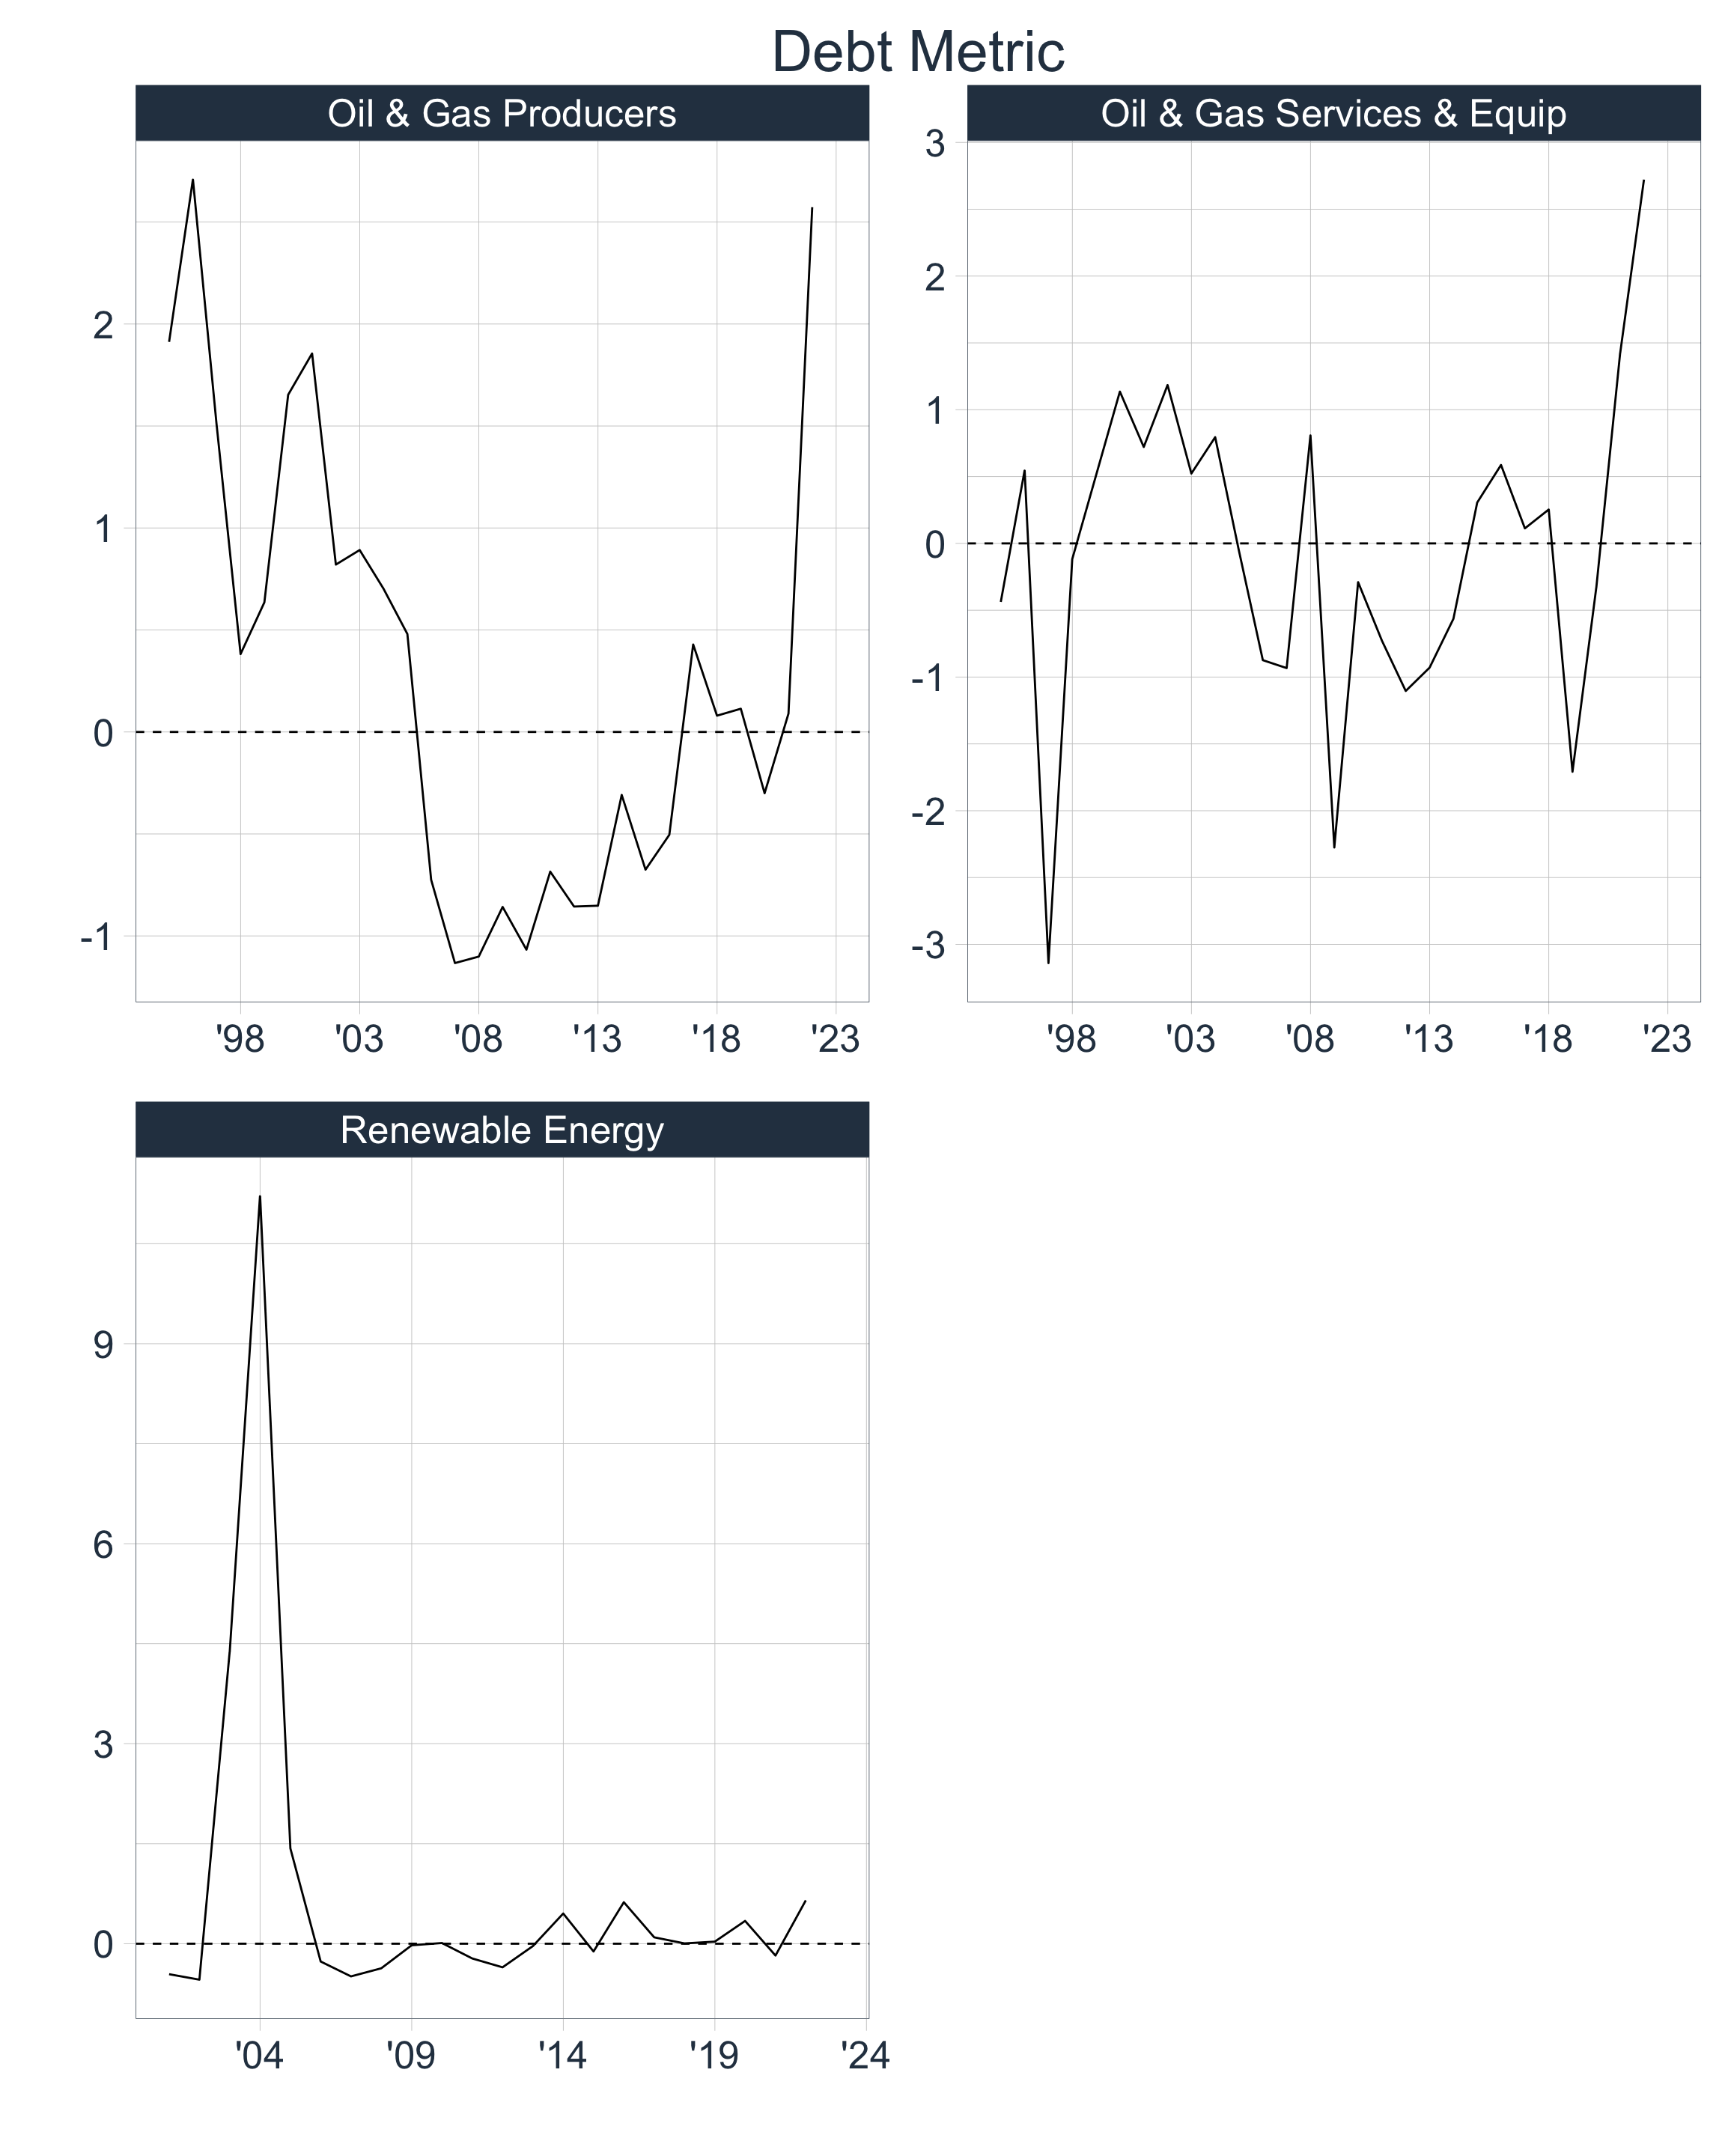 Debt Metric
Oil & Gas Producers
2
1
0
-1
'98 '03 '08 '13 '18 '23
Oil & Gas Services & Equip
3
2
1
0
-1
-2
-3
'98 '03 '08 '13 '18 '23
Renewable Energy
9
6
3
0
'04 '09 '14 '19 '24